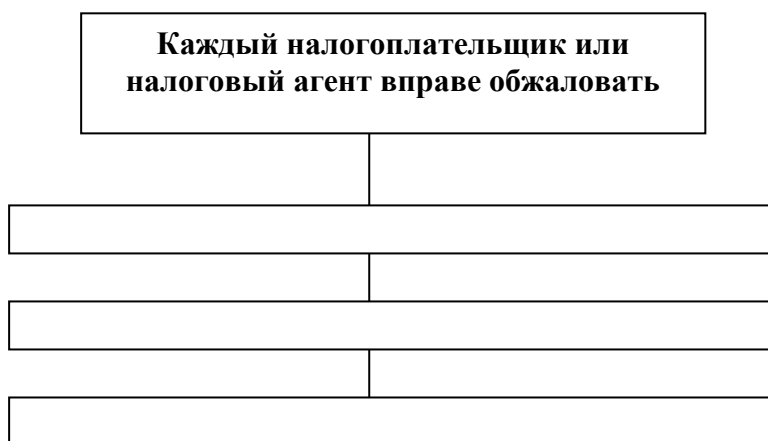 Каждый налогоплательщик или
налоговый агент вправе обжаловать